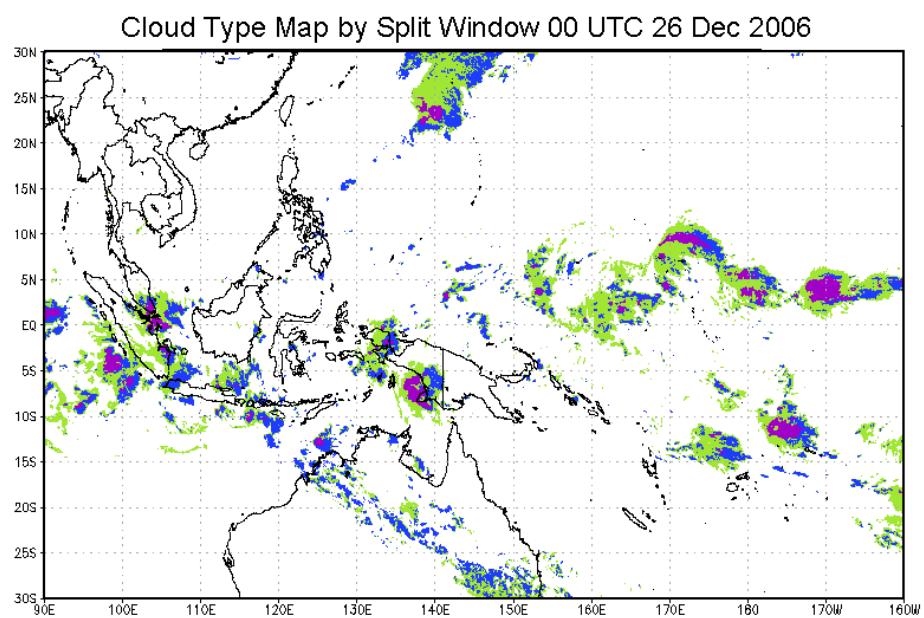 Cloud Type Map by Split Window 00 UTC 26 Dec 2006
30N
25N
20N
15N
10N
5N
EQ
5S
10S
15S
20S
25S
30S
90E 100E 110E 120E 130E 140E 150E 160E 170E 180 170W 160W